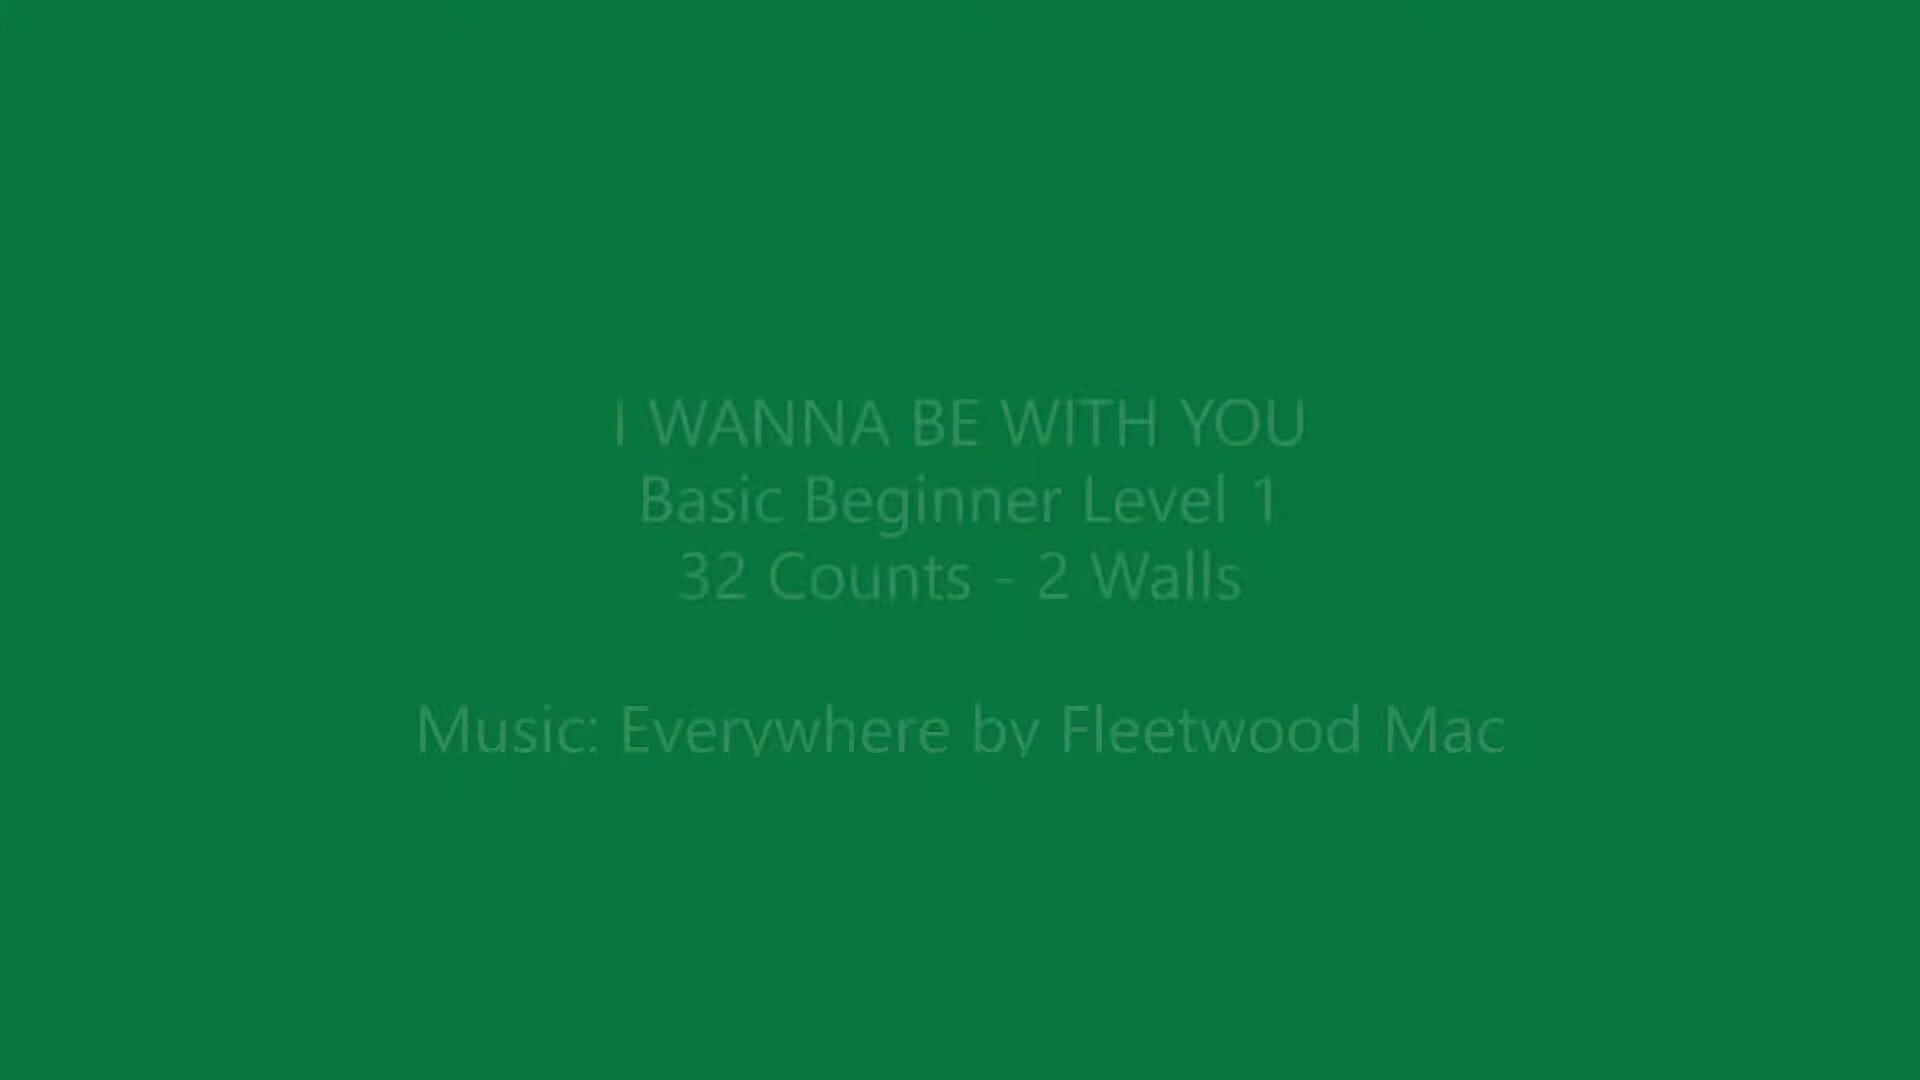 I WANNA BE WITH YOU
Basic Beginner Level 1
32 Counts - 2 Walls
Music: Everywhere by Fleetwood Mac